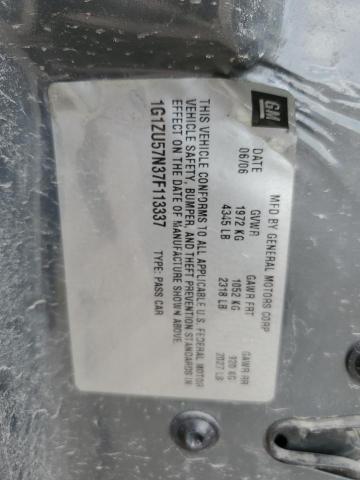 GM
MFD BY GENERAL MOTORS CORP
DATE GVWR GAWR FRT GAWR RR
06/06 1972 KG 1052 KG 920 KG
4345 LB 2318 LB 2027 LB
THIS VEHICLE CONFORMS TO ALL APPLICABLE U.S. FEDERAL MOTOR
VEHICLE SAFETY, BUMPER, AND THEFT PREVENTION STANDARDS IN
EFFECT ON THE DATE OF MANUFACTURE SHOWN ABOVE.
1G1ZU57N37F113337 TYPE: PASS CAR